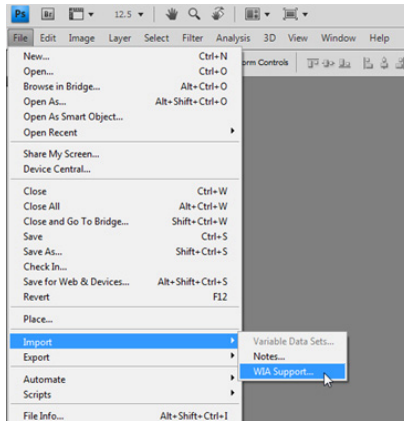 Ps Br 12.5
File Edit Image Layer Select Filter Analysis 3D View Window Help
orm Controls
New... Ctrl+N
Open... Ctrl+O
Browse in Bridge... Alt+Ctrl+O
Open As... Alt+Shift+Ctrl+O
Open As Smart Object...
Open Recent
Share My Screen...
Device Central...
Close Ctrl+W
Close All Alt+Ctrl+W
Close and Go To Bridge... Shift+Ctrl+W
Save Ctrl+S
Save As... Shift+Ctrl+S
Check In...
Save for Web & Devices... Alt+Shift+Ctrl+S
Revert F12
Place...
Import Variable Data Sets...
Export Notes...
WIA Support...
Automate
Scripts
File Info... Alt+Shift+Ctrl+I